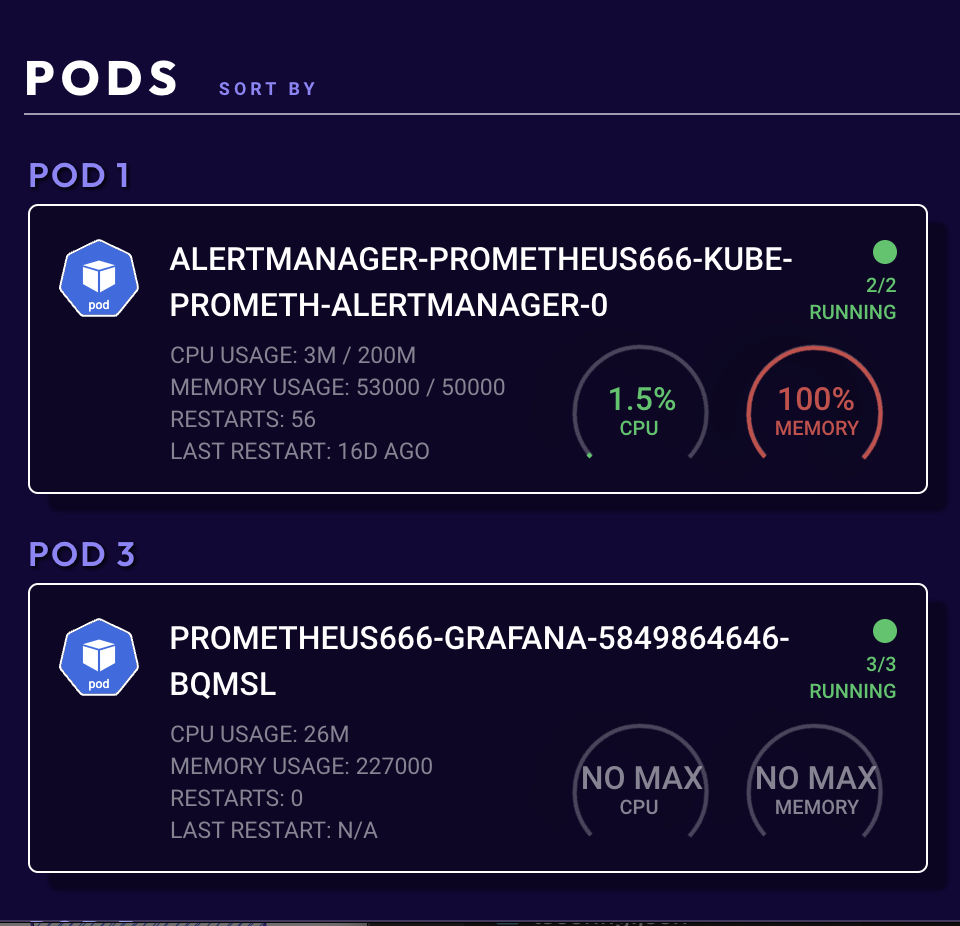 PODS
SORT BY
POD 1
pod
ALERTMANAGER-PROMETHEUS666-KUBE-
PROMETH-ALERTMANAGER-0
2/2
RUNNING
CPU USAGE: 3M / 200M
MEMORY USAGE: 53000 / 50000
RESTARTS: 56
LAST RESTART: 16D AGO
1.5%
CPU
100%
MEMORY
POD 3
pod
PROMETHEUS666-GRAFANA-5849864646-
BQMSL
3/3
RUNNING
CPU USAGE: 26M
MEMORY USAGE: 227000
RESTARTS: 0
LAST RESTART: N/A
NO MAX
CPU
NO MAX
MEMORY